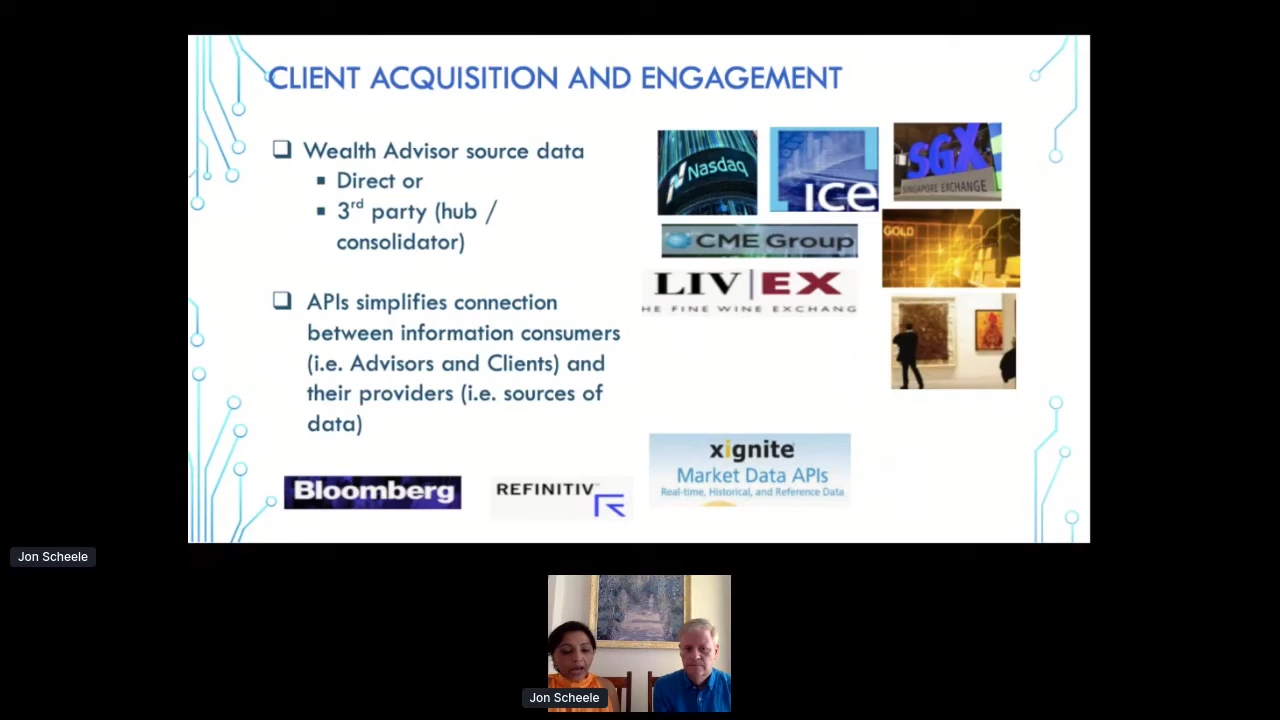 CLIENT ACQUISITION AND ENGAGEMENT
❑ Wealth Advisor source data
▪ Direct or
▪ 3rd party (hub /
consolidator)
❑ APIs simplifies connection
between information consumers
(i.e. Advisors and Clients) and
their providers (i.e. sources of
data)
Nasdaq
ICE
SGX
SINGAPORE EXCHANGE
CME Group
GOLD
LIV|EX
HE FINE WINE EXCHANG
xignite
Market Data APIs
Real-time, Historical, and Reference Data
Bloomberg
REFINITIV
Jon Scheele
Jon Scheele